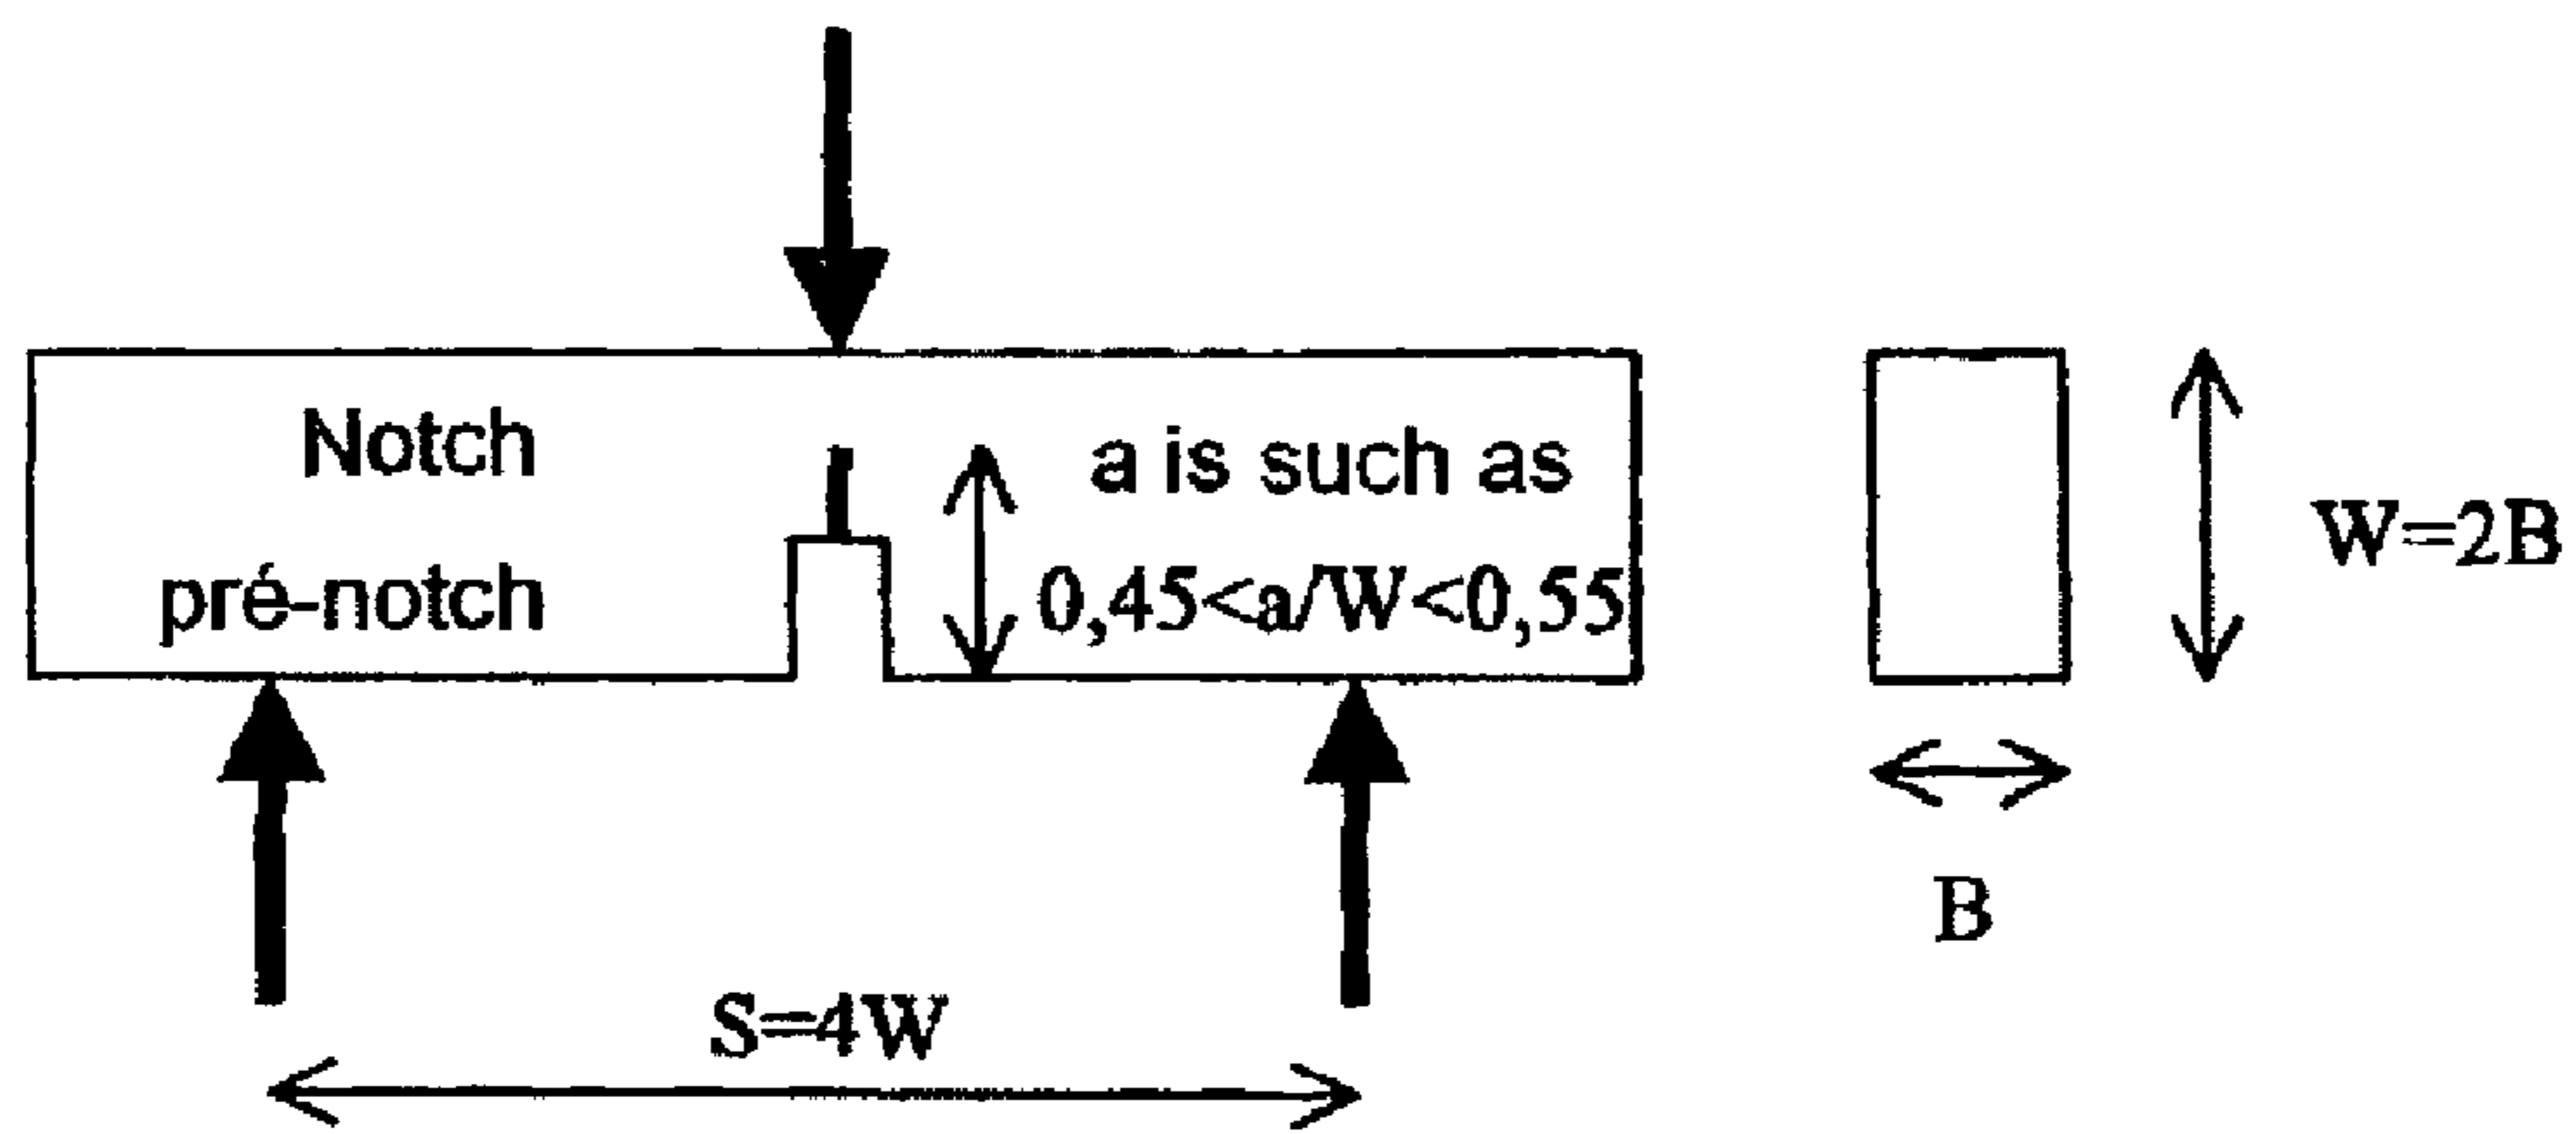 Notch
pré-notch
a is such as
0,45<a/W<0,55
W=2B
B
S=4W